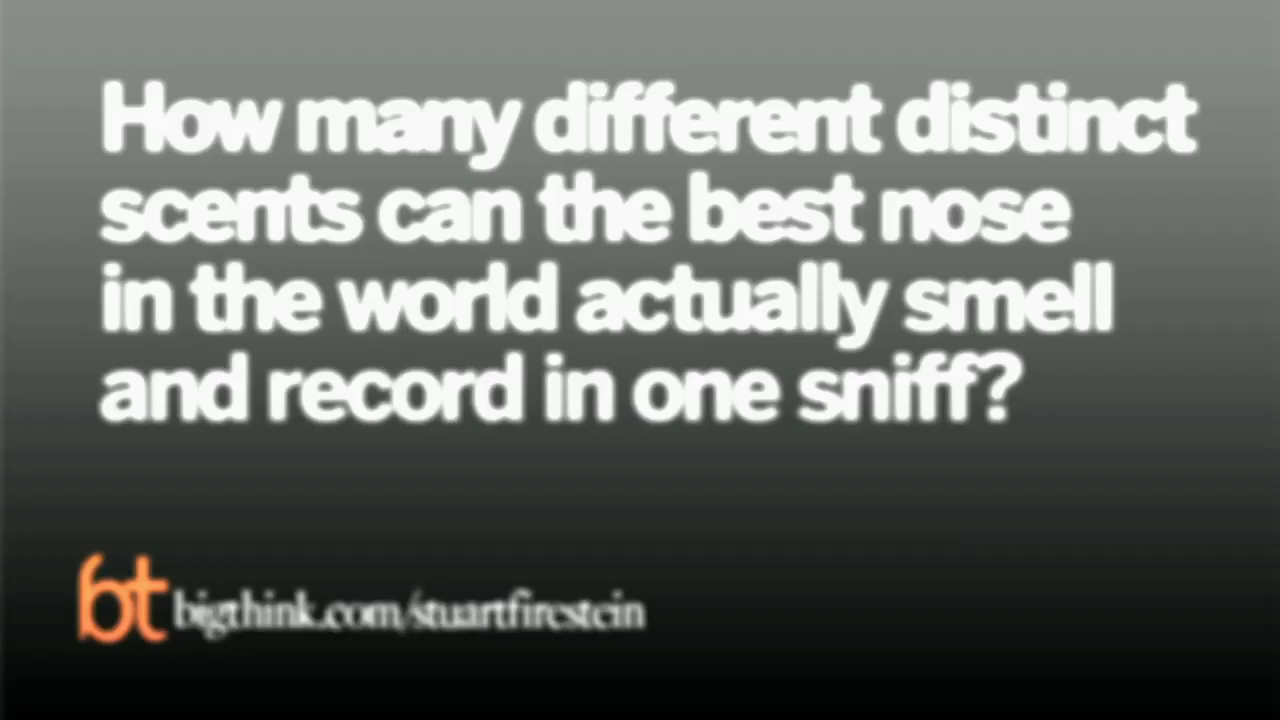 How many different distinct
scents can the best nose
in the world actually smell
and record in one sniff?
bt bigthink.com/stuartfirestein